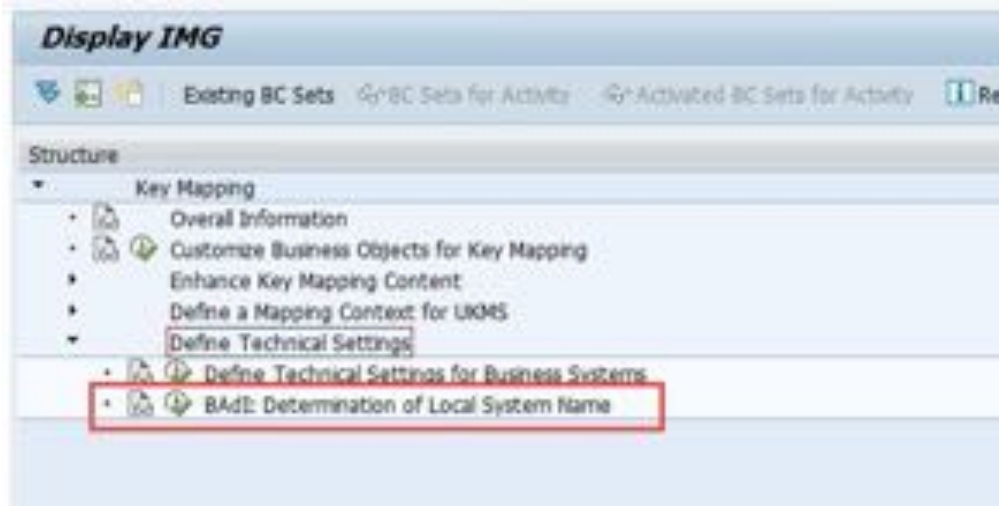 Display IMG
Existing BC Sets BC Sets for Activity Activated BC Sets for Activity Re
Structure
Key Mapping
Overall Information
Customize Business Objects for Key Mapping
Enhance Key Mapping Content
Define a Mapping Context for UKMS
Define Technical Settings
Define Technical Settings for Business Systems
BAdI: Determination of Local System Name